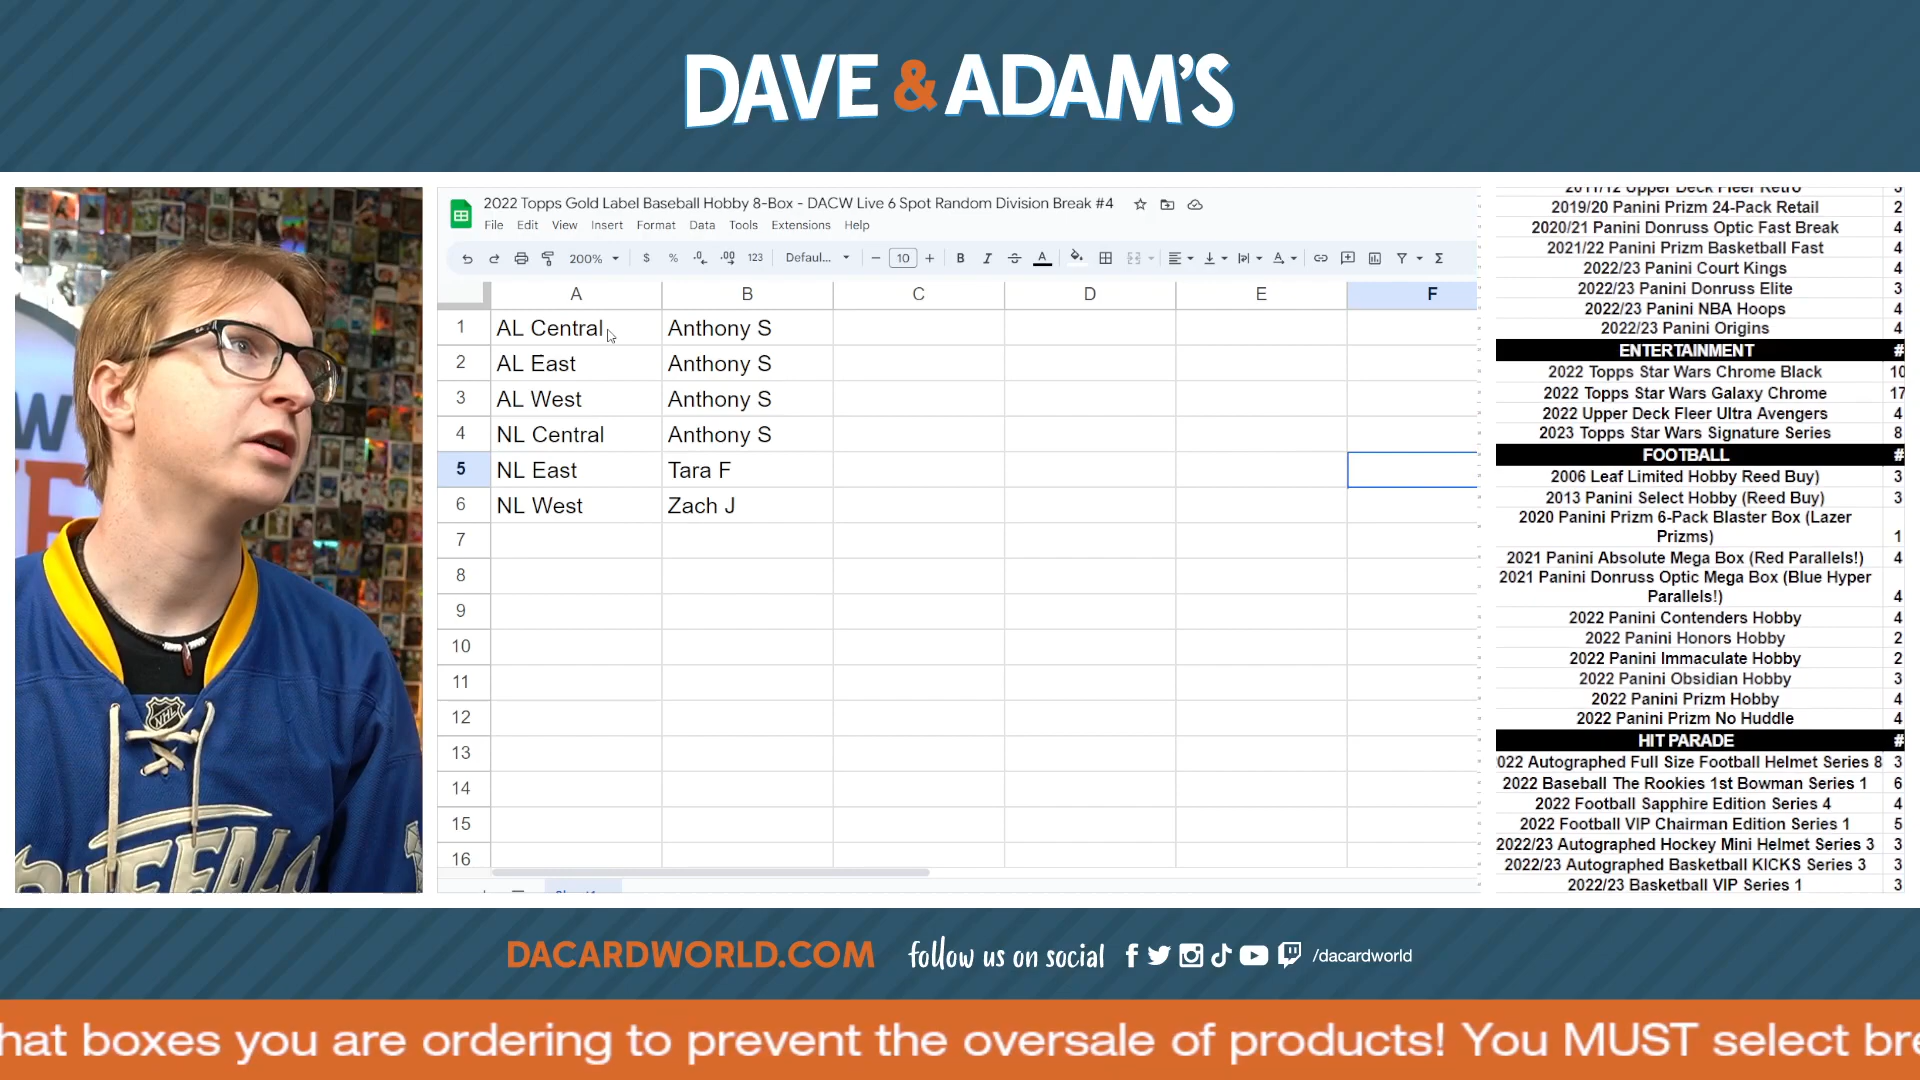 DAVE & ADAM'S
2022 Topps Gold Label Baseball Hobby 8-Box - DACW Live 6 Spot Random Division Break #4
File Edit View Insert Format Data Tools Extensions Help
200% $ % .0 .00 123 Defaul... − 10 + B I S A Σ
A B C D E F
1 AL Central Anthony S
2 AL East Anthony S
3 AL West Anthony S
4 NL Central Anthony S
5 NL East Tara F
6 NL West Zach J
7
8
9
10
11
12
13
14
15
16
2011/12 Upper Deck Fleer Retro 3
2019/20 Panini Prizm 24-Pack Retail 2
2020/21 Panini Donruss Optic Fast Break 4
2021/22 Panini Prizm Basketball Fast 4
2022/23 Panini Court Kings 4
2022/23 Panini Donruss Elite 3
2022/23 Panini NBA Hoops 4
2022/23 Panini Origins 4
ENTERTAINMENT #
2022 Topps Star Wars Chrome Black 10
2022 Topps Star Wars Galaxy Chrome 17
2022 Upper Deck Fleer Ultra Avengers 4
2023 Topps Star Wars Signature Series 8
FOOTBALL #
2006 Leaf Limited Hobby Reed Buy) 3
2013 Panini Select Hobby (Reed Buy) 3
2020 Panini Prizm 6-Pack Blaster Box (Lazer
Prizms) 1
2021 Panini Absolute Mega Box (Red Parallels!) 4
2021 Panini Donruss Optic Mega Box (Blue Hyper
Parallels!) 4
2022 Panini Contenders Hobby 4
2022 Panini Honors Hobby 2
2022 Panini Immaculate Hobby 2
2022 Panini Obsidian Hobby 3
2022 Panini Prizm Hobby 4
2022 Panini Prizm No Huddle 4
HIT PARADE #
022 Autographed Full Size Football Helmet Series 8 3
2022 Baseball The Rookies 1st Bowman Series 1 6
2022 Football Sapphire Edition Series 4 4
2022 Football VIP Chairman Edition Series 1 5
2022/23 Autographed Hockey Mini Helmet Series 3 3
2022/23 Autographed Basketball KICKS Series 3 3
2022/23 Basketball VIP Series 1 3
NHL
BUFFALO
DACARDWORLD.COM follow us on social /dacardworld
hat boxes you are ordering to prevent the oversale of products! You MUST select bre